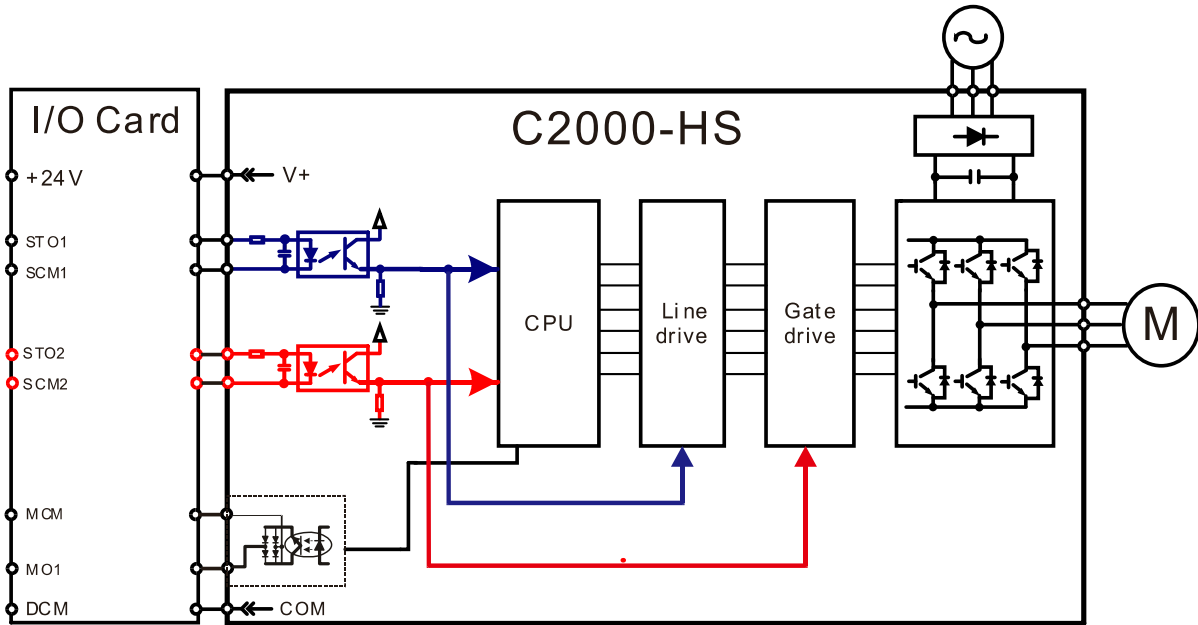 I/O Card
C2000-HS
+24V
V+
STO1
SCM1
CPU
Line
drive
Gate
drive
M
STO2
SCM2
MCM
MO1
DCM
COM